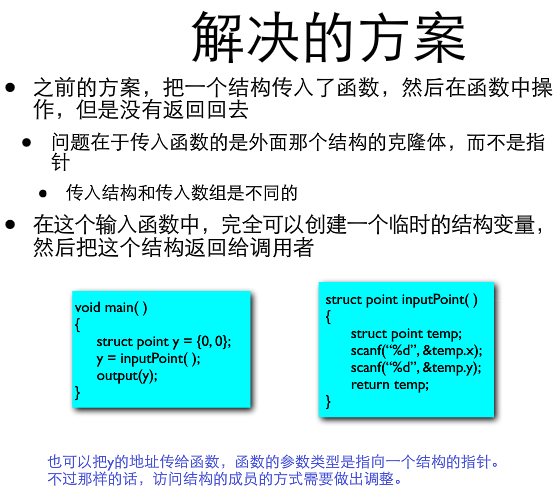 解决的方案
• 之前的方案，把一个结构传入了函数，然后在函数中操
作，但是没有返回回去
• 问题在于传入函数的是外面那个结构的克隆体，而不是指
针
• 传入结构和传入数组是不同的
• 在这个输入函数中，完全可以创建一个临时的结构变量，
然后把这个结构返回给调用者
void main( )
{
struct point y = {0, 0};
y = inputPoint( );
output(y);
}
struct point inputPoint( )
{
struct point temp;
scanf(“%d”, &temp.x);
scanf(“%d”, &temp.y);
return temp;
}
也可以把y的地址传给函数，函数的参数类型是指向一个结构的指针。
不过那样的话，访问结构的成员的方式需要做出调整。